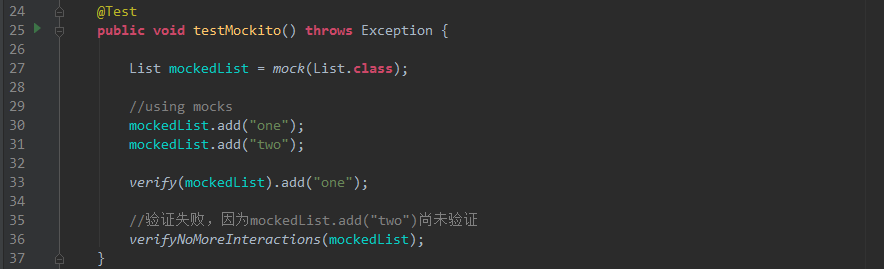 24 @Test
25 public void testMockito() throws Exception {
26
27 List mockedList = mock(List.class);
28
29 //using mocks
30 mockedList.add("one");
31 mockedList.add("two");
32
33 verify(mockedList).add("one");
34
35 //验证失败，因为mockedList.add("two")尚未验证
36 verifyNoMoreInteractions(mockedList);
37 }